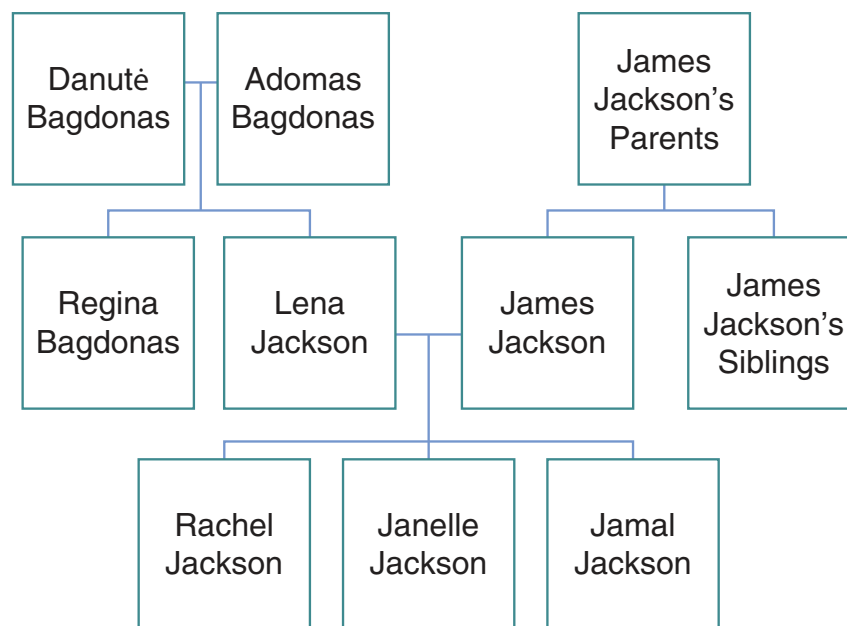 Danutė
Bagdonas
Adomas
Bagdonas
James
Jackson’s
Parents
Regina
Bagdonas
Lena
Jackson
James
Jackson
James
Jackson’s
Siblings
Rachel
Jackson
Janelle
Jackson
Jamal
Jackson